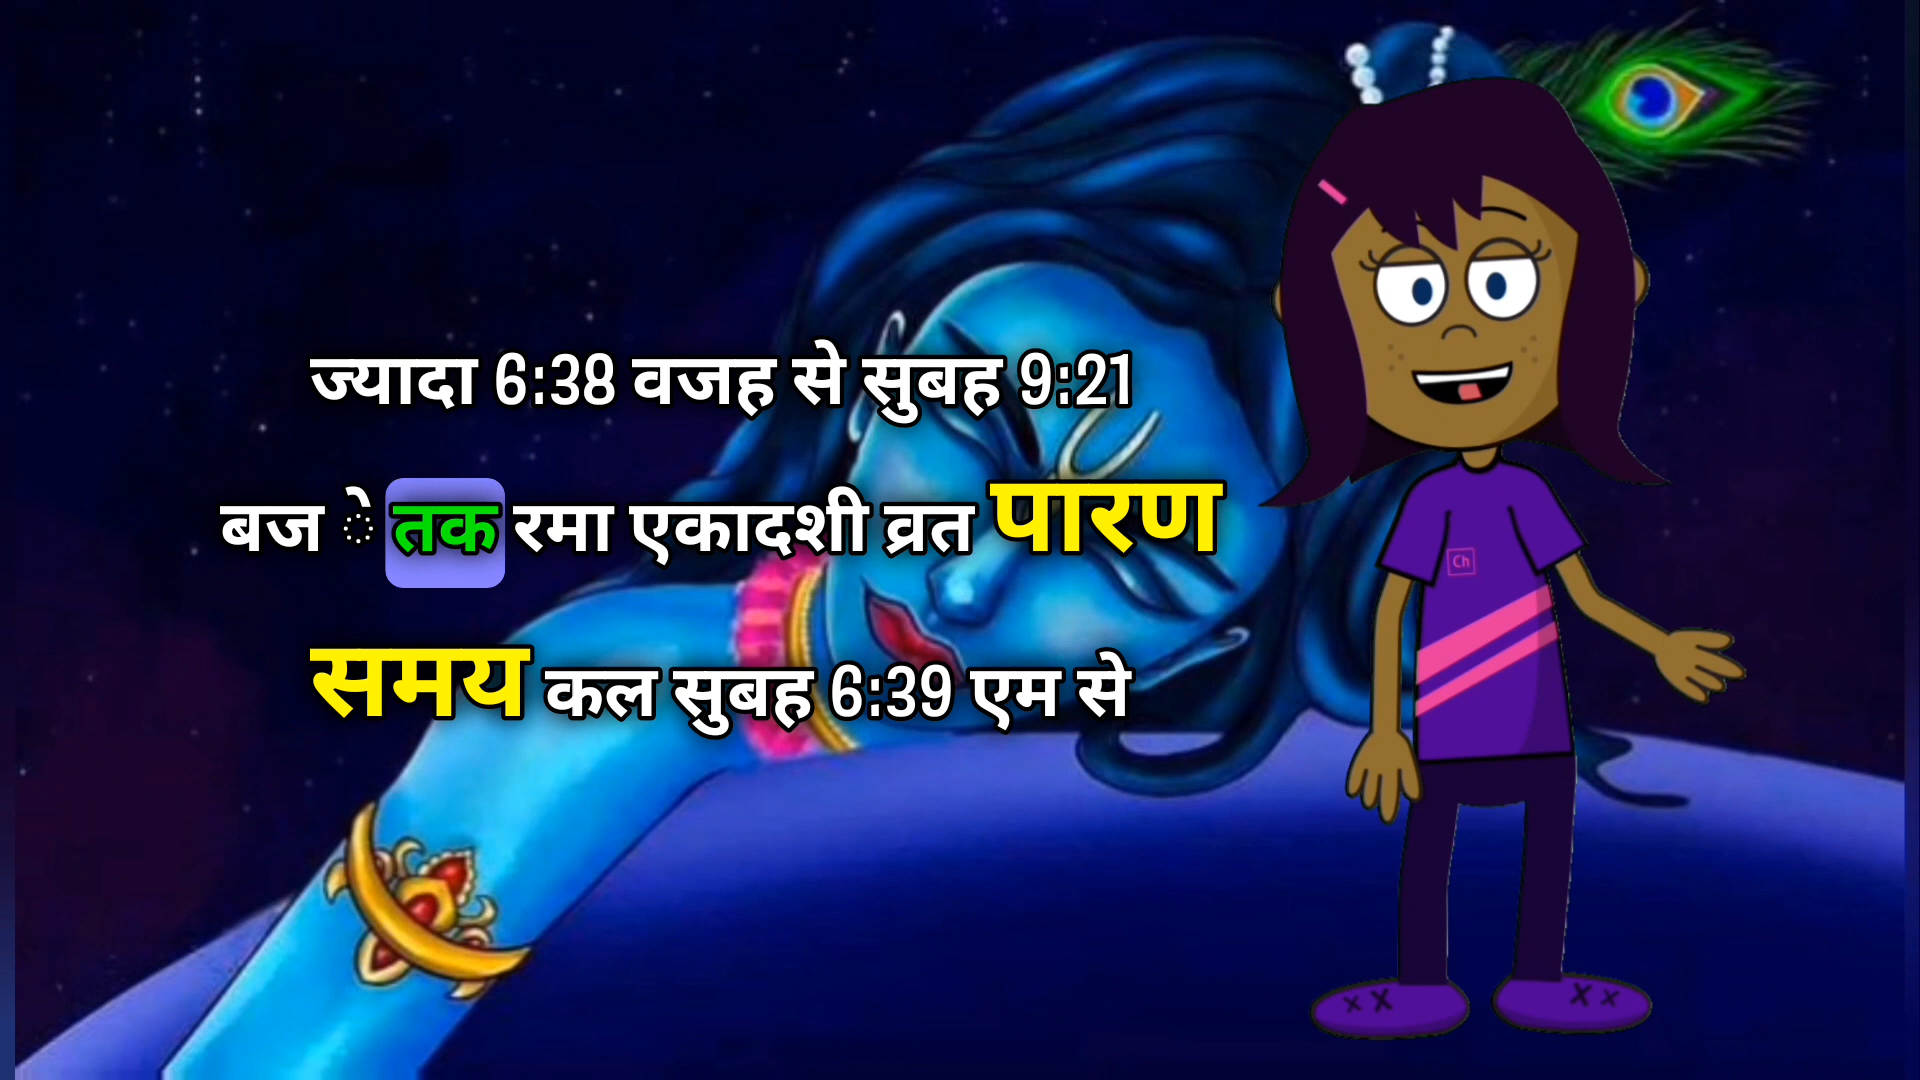 ज्यादा 6:38 वजह से सुबह 9:21
बज े तक रमा एकादशी व्रत पारण
समय कल सुबह 6:39 एम से
Ch